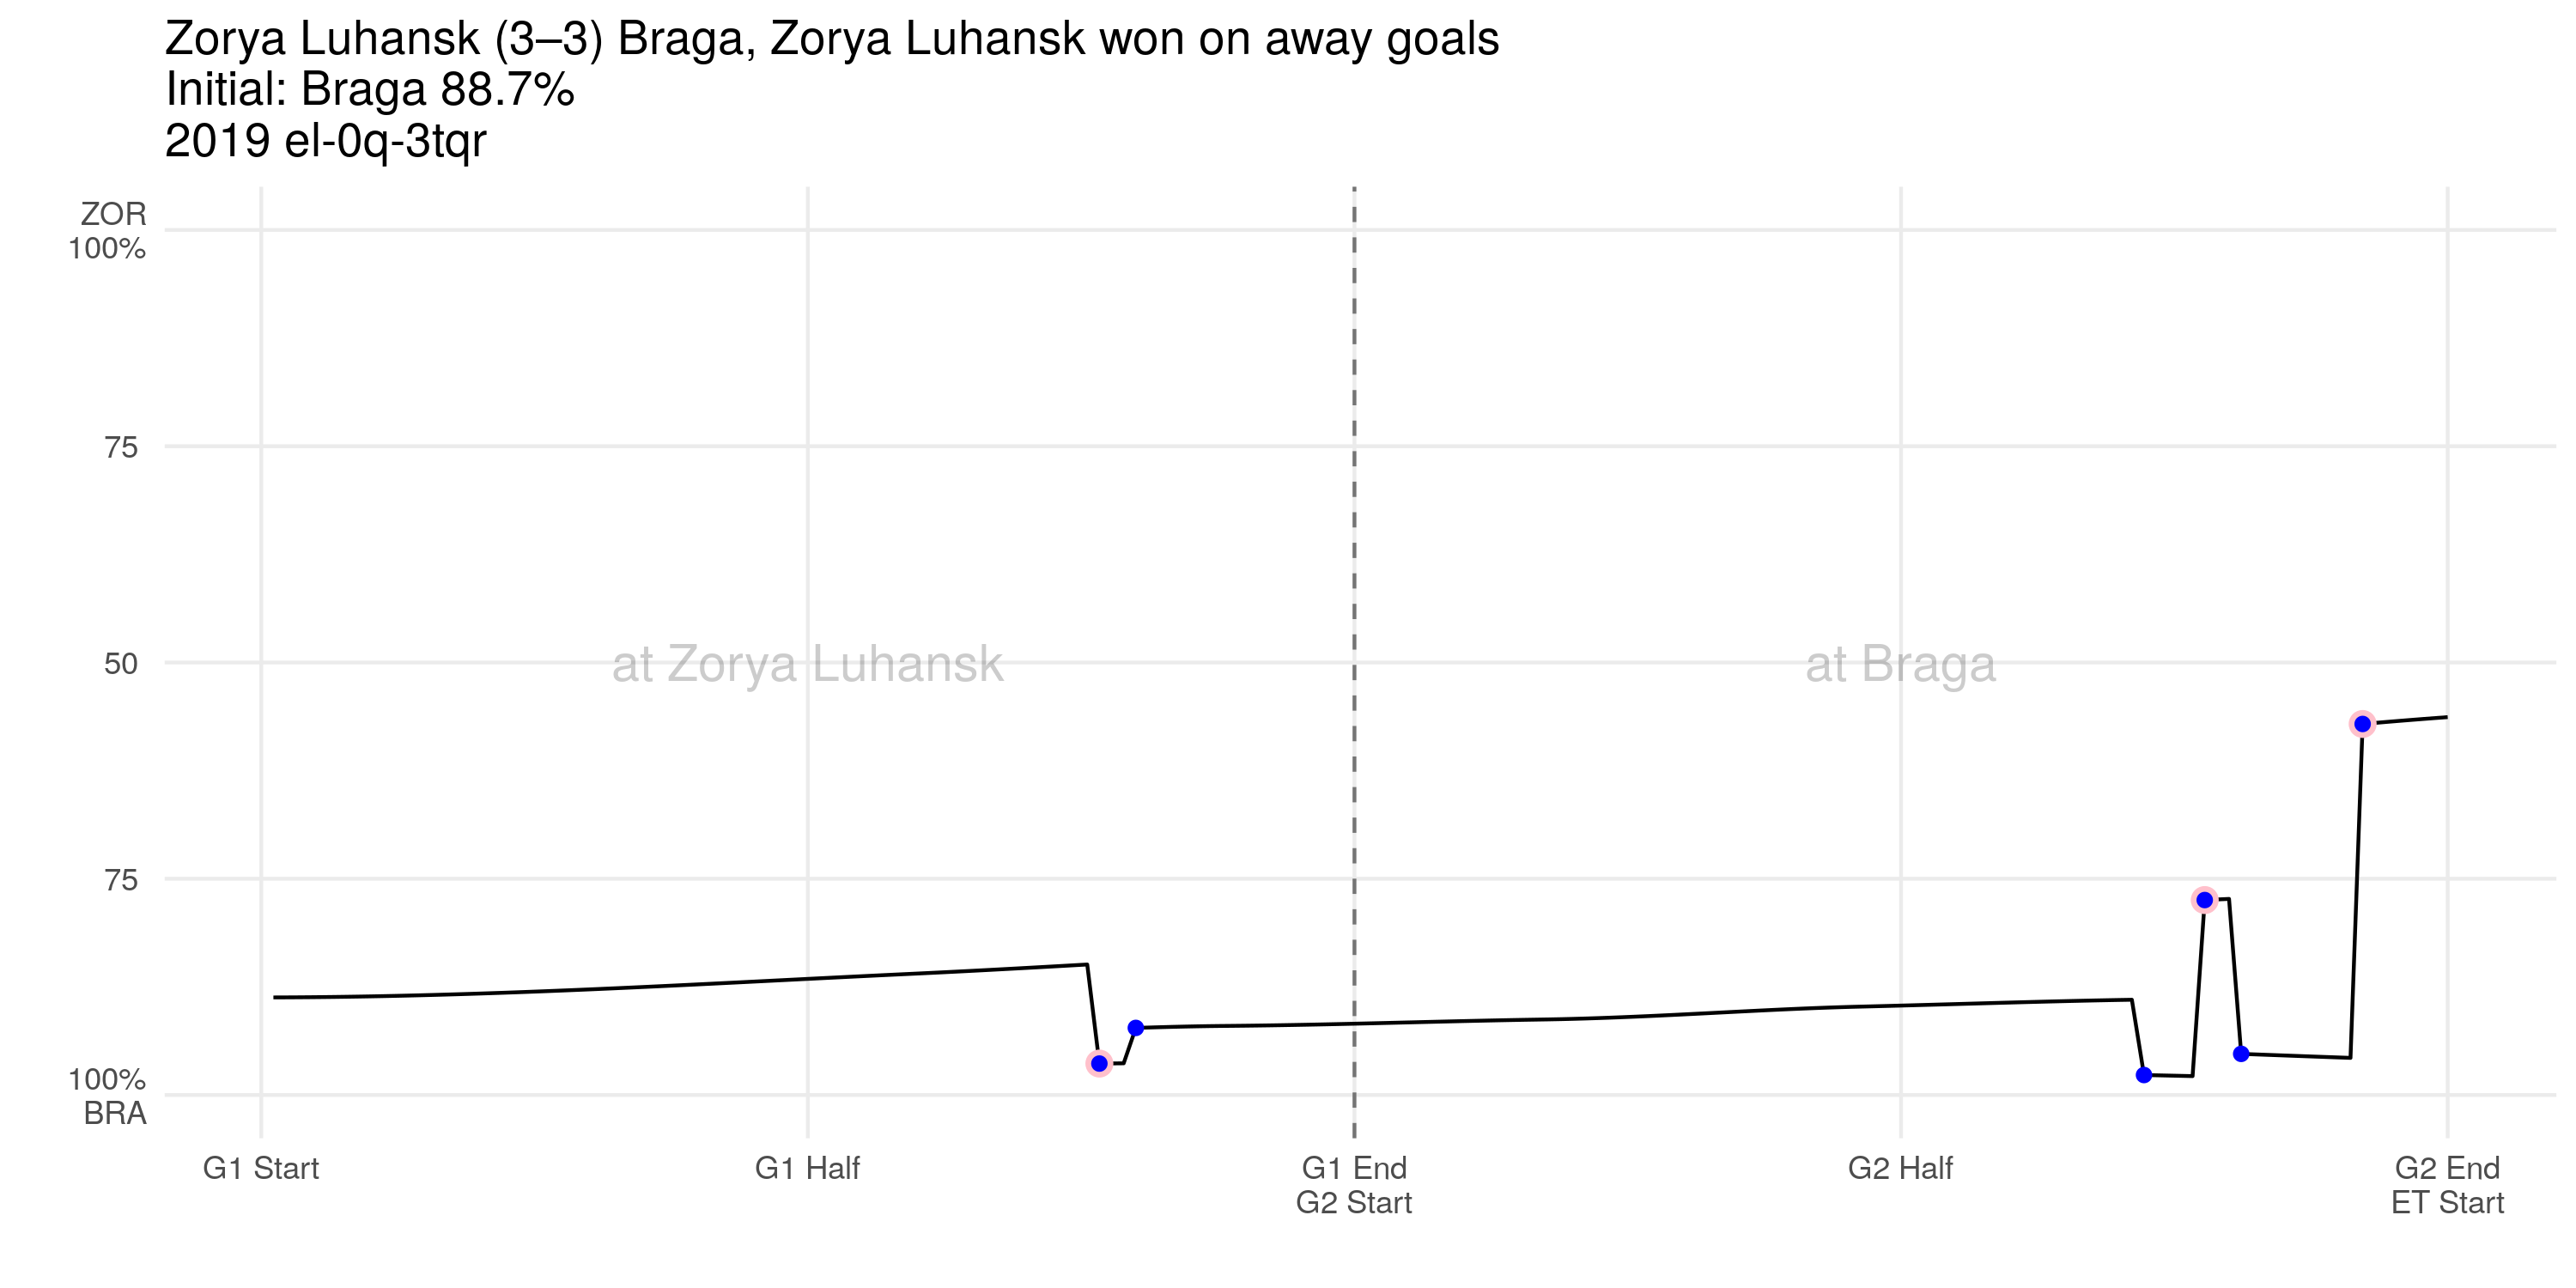 Zorya Luhansk (3–3) Braga, Zorya Luhansk won on away goals
Initial: Braga 88.7%
2019 el-0q-3tqr
ZOR
100%
75
50
75
100%
BRA
at Zorya Luhansk
at Braga
G1 Start
G1 Half
G1 End
G2 Start
G2 Half
G2 End
ET Start